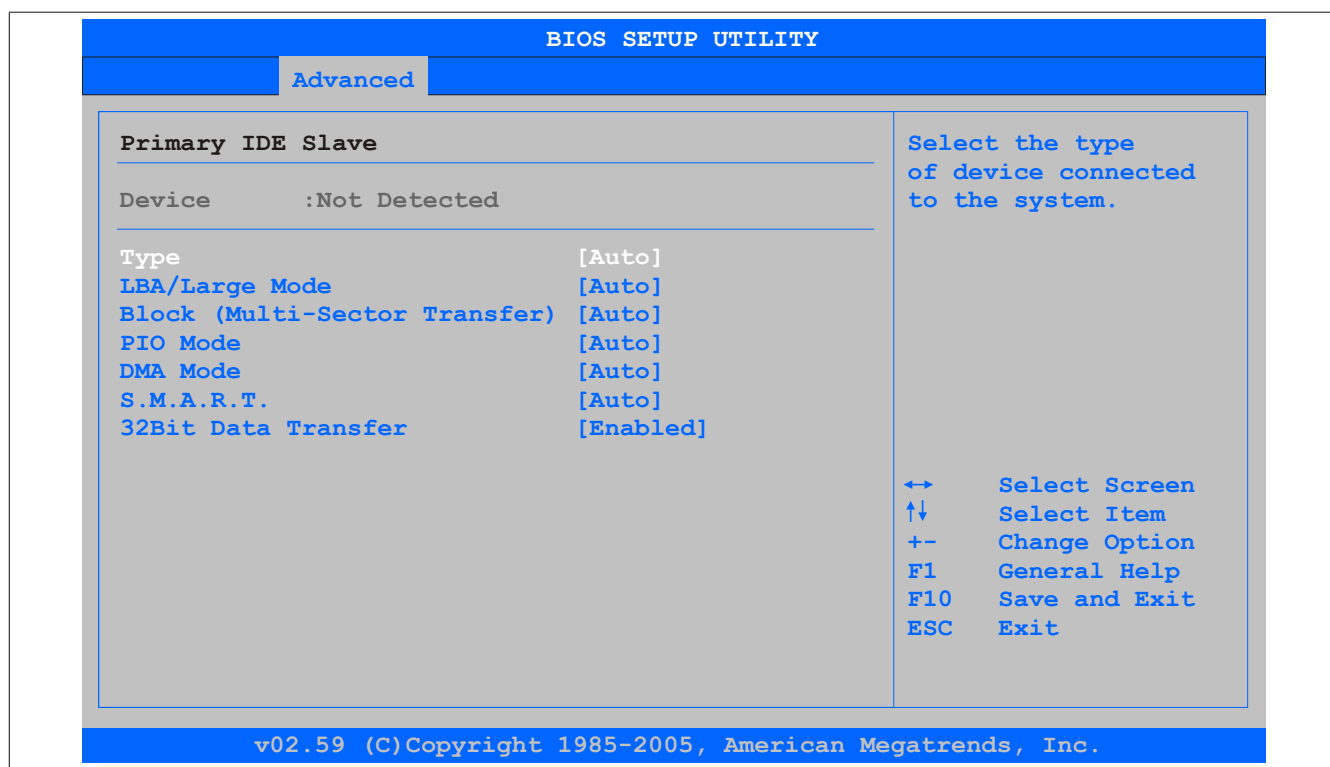 BIOS SETUP UTILITY
Advanced
Primary IDE Slave
Device :Not Detected
Type [Auto]
LBA/Large Mode [Auto]
Block (Multi-Sector Transfer) [Auto]
PIO Mode [Auto]
DMA Mode [Auto]
S.M.A.R.T. [Auto]
32Bit Data Transfer [Enabled]
Select the type
of device connected
to the system.
↔ Select Screen
↑↓ Select Item
+- Change Option
F1 General Help
F10 Save and Exit
ESC Exit
v02.59 (C)Copyright 1985-2005, American Megatrends, Inc.